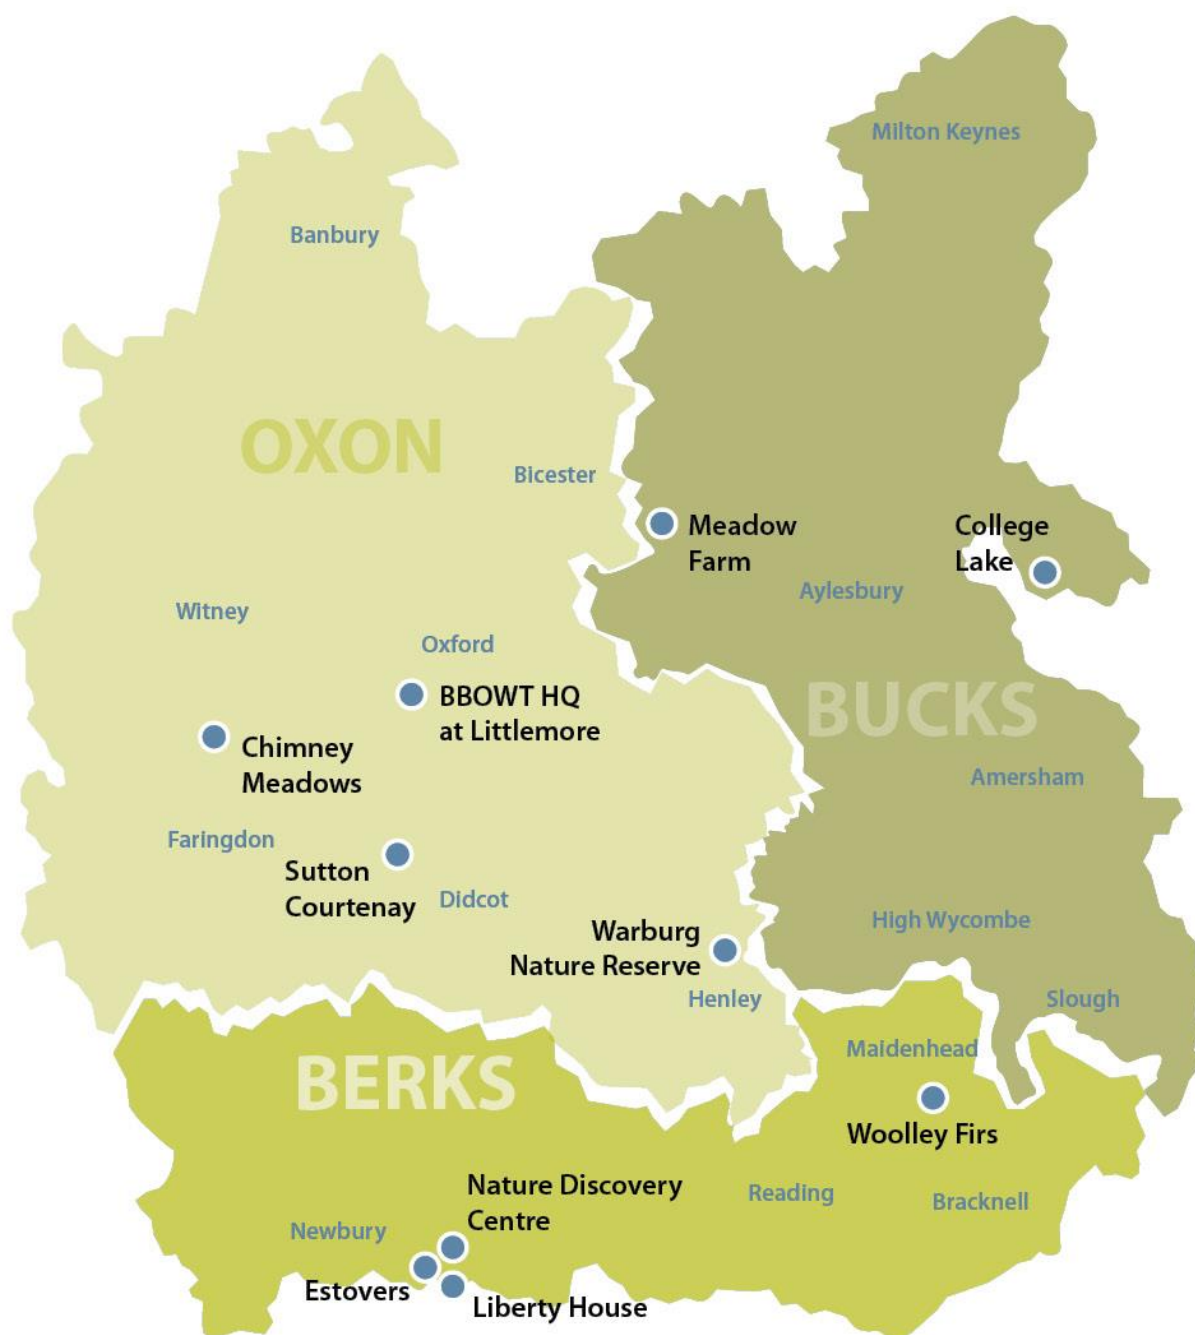 Milton Keynes
Banbury
OXON
Bicester
Meadow
Farm
College
Lake
Aylesbury
Witney
Oxford
BBOWT HQ
at Littlemore
BUCKS
Chimney
Meadows
Amersham
Faringdon
Sutton
Courtenay
Didcot
High Wycombe
Warburg
Nature Reserve
Henley
Slough
Maidenhead
BERKS
Woolley Firs
Nature Discovery
Centre
Reading
Bracknell
Newbury
Estovers
Liberty House